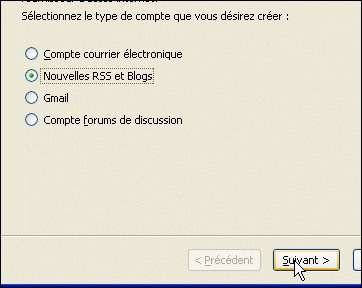 Sélectionnez le type de compte que vous désirez créer :
Compte courrier électronique
Nouvelles RSS et Blogs
Gmail
Compte forums de discussion
< Précédent
Suivant >